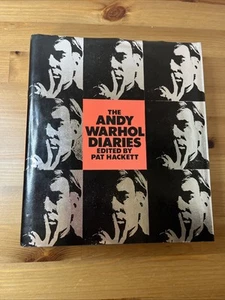 THE
ANDY
WARHOL
DIARIES
EDITED BY
PAT HACKETT